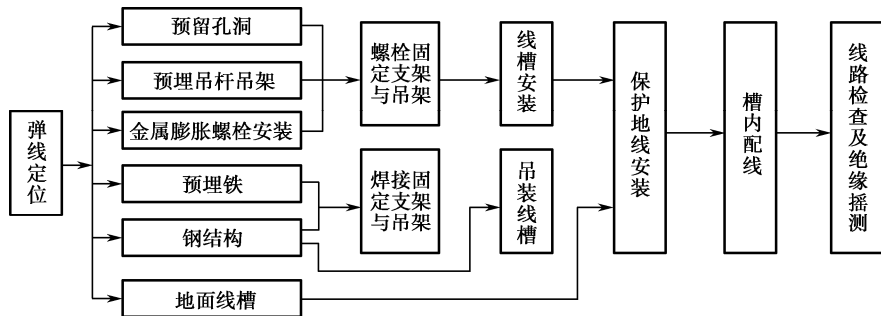 弹线定位
预留孔洞
预埋吊杆吊架
金属膨胀螺栓安装
预埋铁
钢结构
地面线槽
螺栓固
定支架
与吊架
焊接固
定支架
与吊架
线槽安装
吊装线槽
保护地线安装
槽内配线
线路检查及绝缘摇测